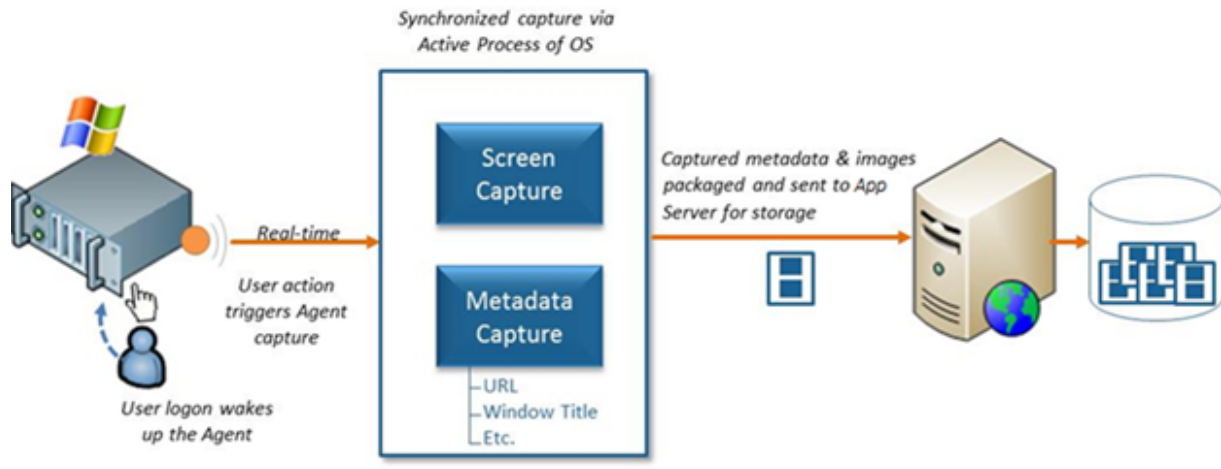 Synchronized capture via
Active Process of OS
Screen
Capture
Captured metadata & images
packaged and sent to App
Server for storage
Real-time
User action
triggers Agent
capture
Metadata
Capture
URL
Window Title
Etc.
User logon wakes
up the Agent